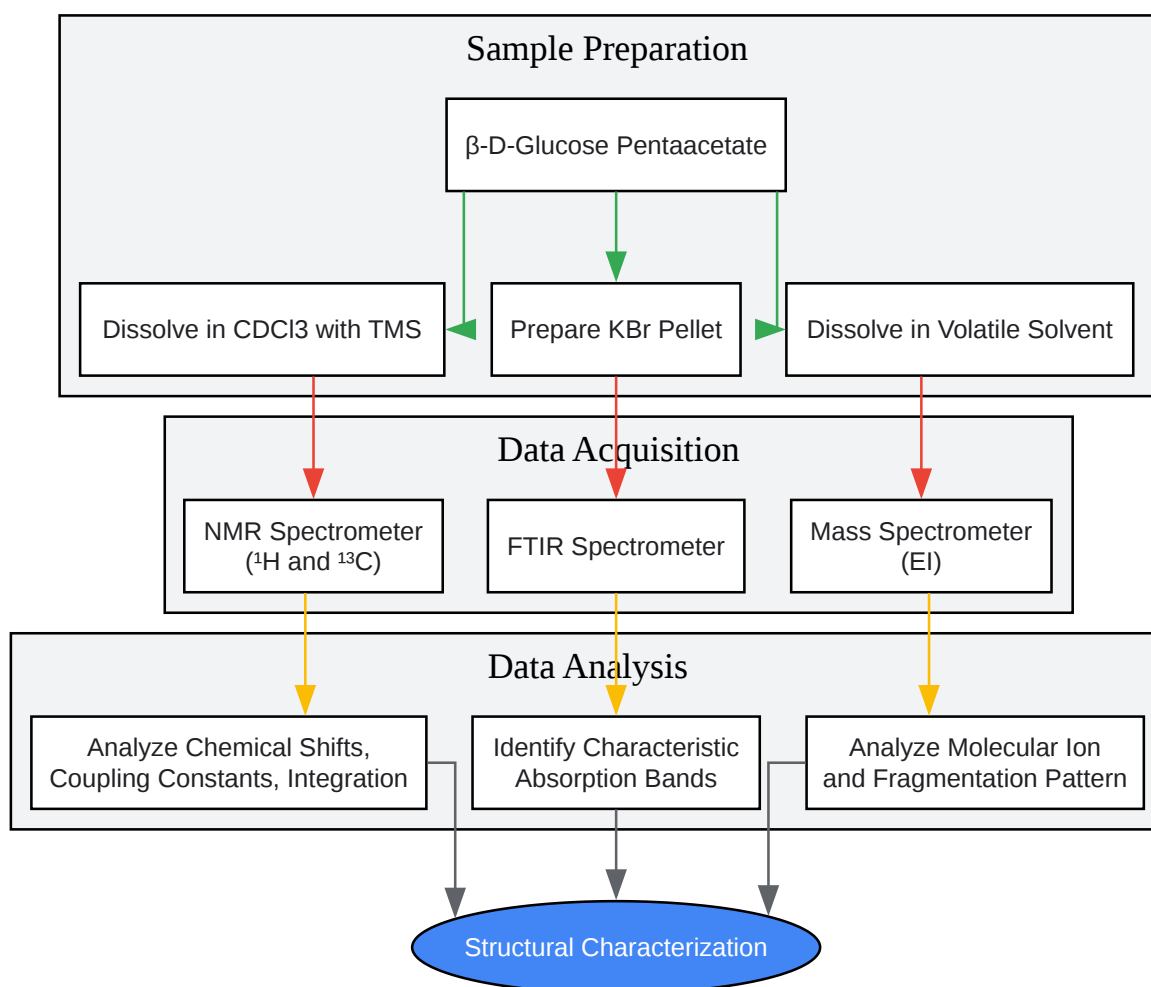 Sample Preparation
β-D-Glucose Pentaacetate
Dissolve in CDCl3 with TMS
Prepare KBr Pellet
Dissolve in Volatile Solvent
Data Acquisition
NMR Spectrometer
(¹H and ¹³C)
FTIR Spectrometer
Mass Spectrometer
(EI)
Data Analysis
Analyze Chemical Shifts,
Coupling Constants, Integration
Identify Characteristic
Absorption Bands
Analyze Molecular Ion
and Fragmentation Pattern
Structural Characterization